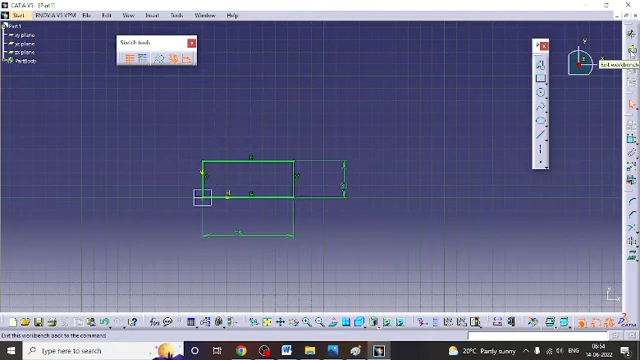 CATIA V5 - [Part1]
Start ENOVIA V5 VPM File Edit View Insert Tools Window Help
Part1
xy plane
yz plane
zx plane
PartBody
Sketch tools
Exit workbench
H
Exit this workbench back to the command
CATIA
Type here to search
20°C Partly sunny
08:54
14-06-2022